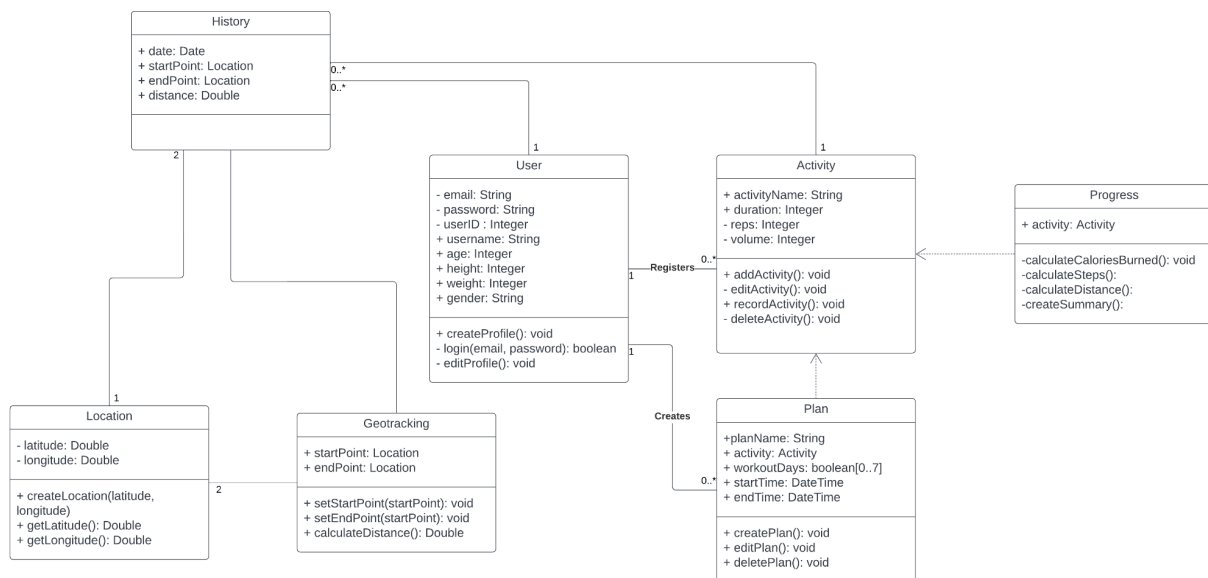 History
+ date: Date
+ startPoint: Location
+ endPoint: Location
+ distance: Double
0..*
0..*
2
1
1
User
- email: String
- password: String
- userID : Integer
+ username: String
+ age: Integer
+ height: Integer
+ weight: Integer
+ gender: String
+ createProfile(): void
- login(email, password): boolean
- editProfile(): void
Activity
+ activityName: String
+ duration: Integer
- reps: Integer
- volume: Integer
+ addActivity(): void
- editActivity(): void
+ recordActivity(): void
- deleteActivity(): void
Progress
+ activity: Activity
-calculateCaloriesBurned(): void
-calculateSteps():
-calculateDistance():
-createSummary():
1
Registers
0..*
1
Creates
0..*
1
Location
- latitude: Double
- longitude: Double
+ createLocation(latitude,
longitude)
+ getLatitude(): Double
+ getLongitude(): Double
2
Geotracking
+ startPoint: Location
+ endPoint: Location
+ setStartPoint(startPoint): void
+ setEndPoint(startPoint): void
+ calculateDistance(): Double
Plan
+planName: String
+ activity: Activity
+ workoutDays: boolean[0..7]
+ startTime: DateTime
+ endTime: DateTime
+ createPlan(): void
+ editPlan(): void
+ deletePlan(): void